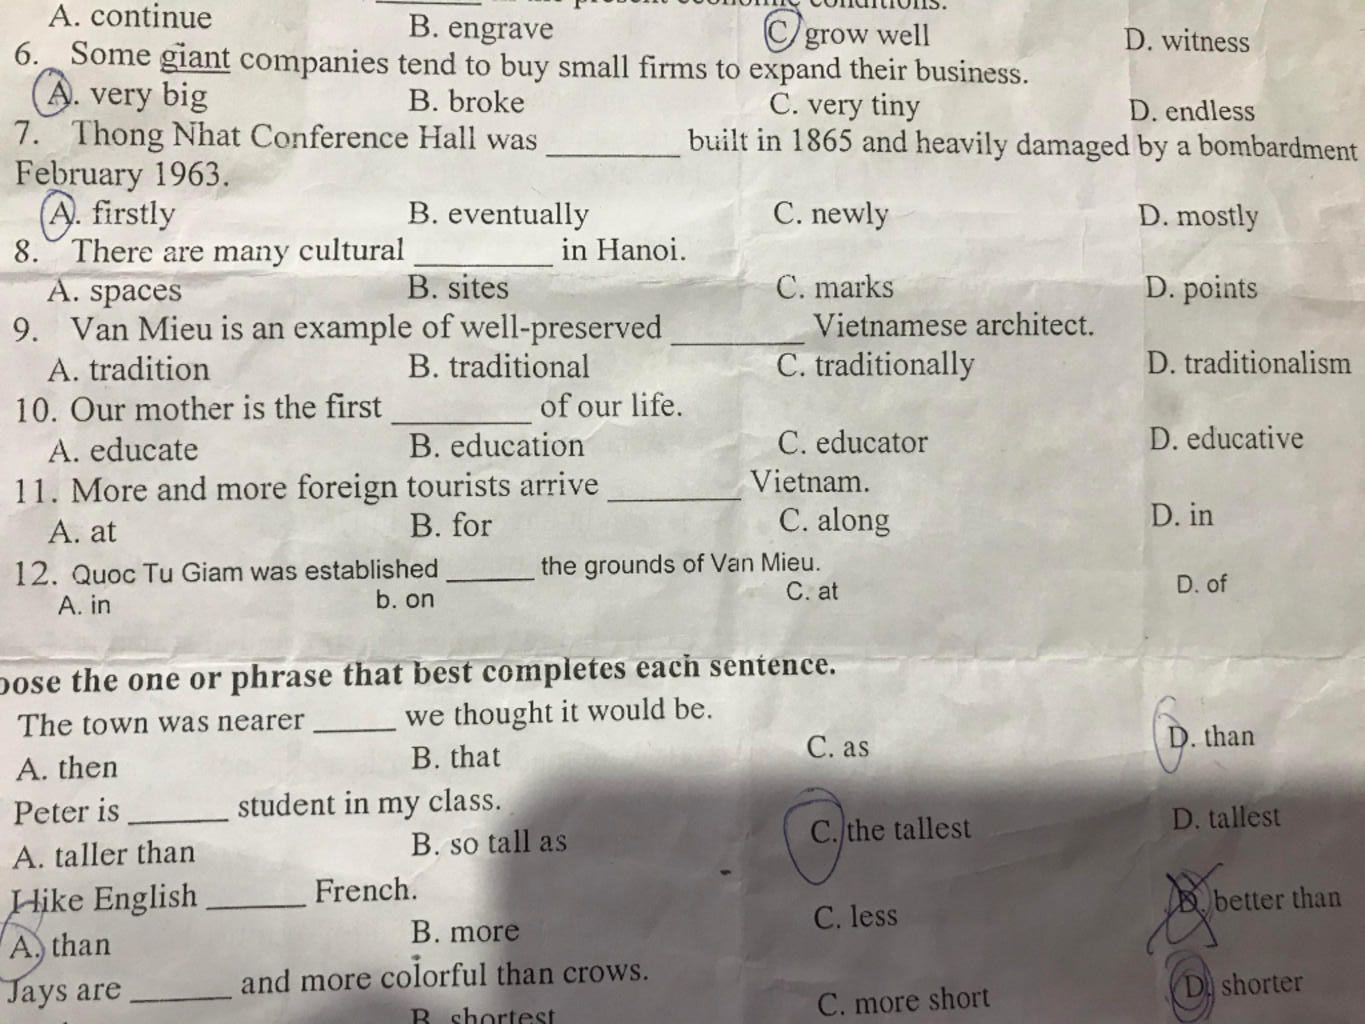 A. continue B. engrave C. grow well D. witness
6. Some giant companies tend to buy small firms to expand their business.
A. very big B. broke C. very tiny D. endless
7. Thong Nhat Conference Hall was ________ built in 1865 and heavily damaged by a bombardment
February 1963.
A. firstly B. eventually C. newly D. mostly
8. There are many cultural ________ in Hanoi.
A. spaces B. sites C. marks D. points
9. Van Mieu is an example of well-preserved ________ Vietnamese architect.
A. tradition B. traditional C. traditionally D. traditionalism
10. Our mother is the first ________ of our life.
A. educate B. education C. educator D. educative
11. More and more foreign tourists arrive ________ Vietnam.
A. at B. for C. along D. in
12. Quoc Tu Giam was established ______ the grounds of Van Mieu.
A. in b. on C. at D. of
oose the one or phrase that best completes each sentence.
The town was nearer _____ we thought it would be.
A. then B. that C. as D. than
Peter is ______ student in my class.
A. taller than B. so tall as C. the tallest D. tallest
I like English ______ French.
A. than B. more C. less D. better than
Jays are ______ and more colorful than crows.
B. shortest C. more short D. shorter